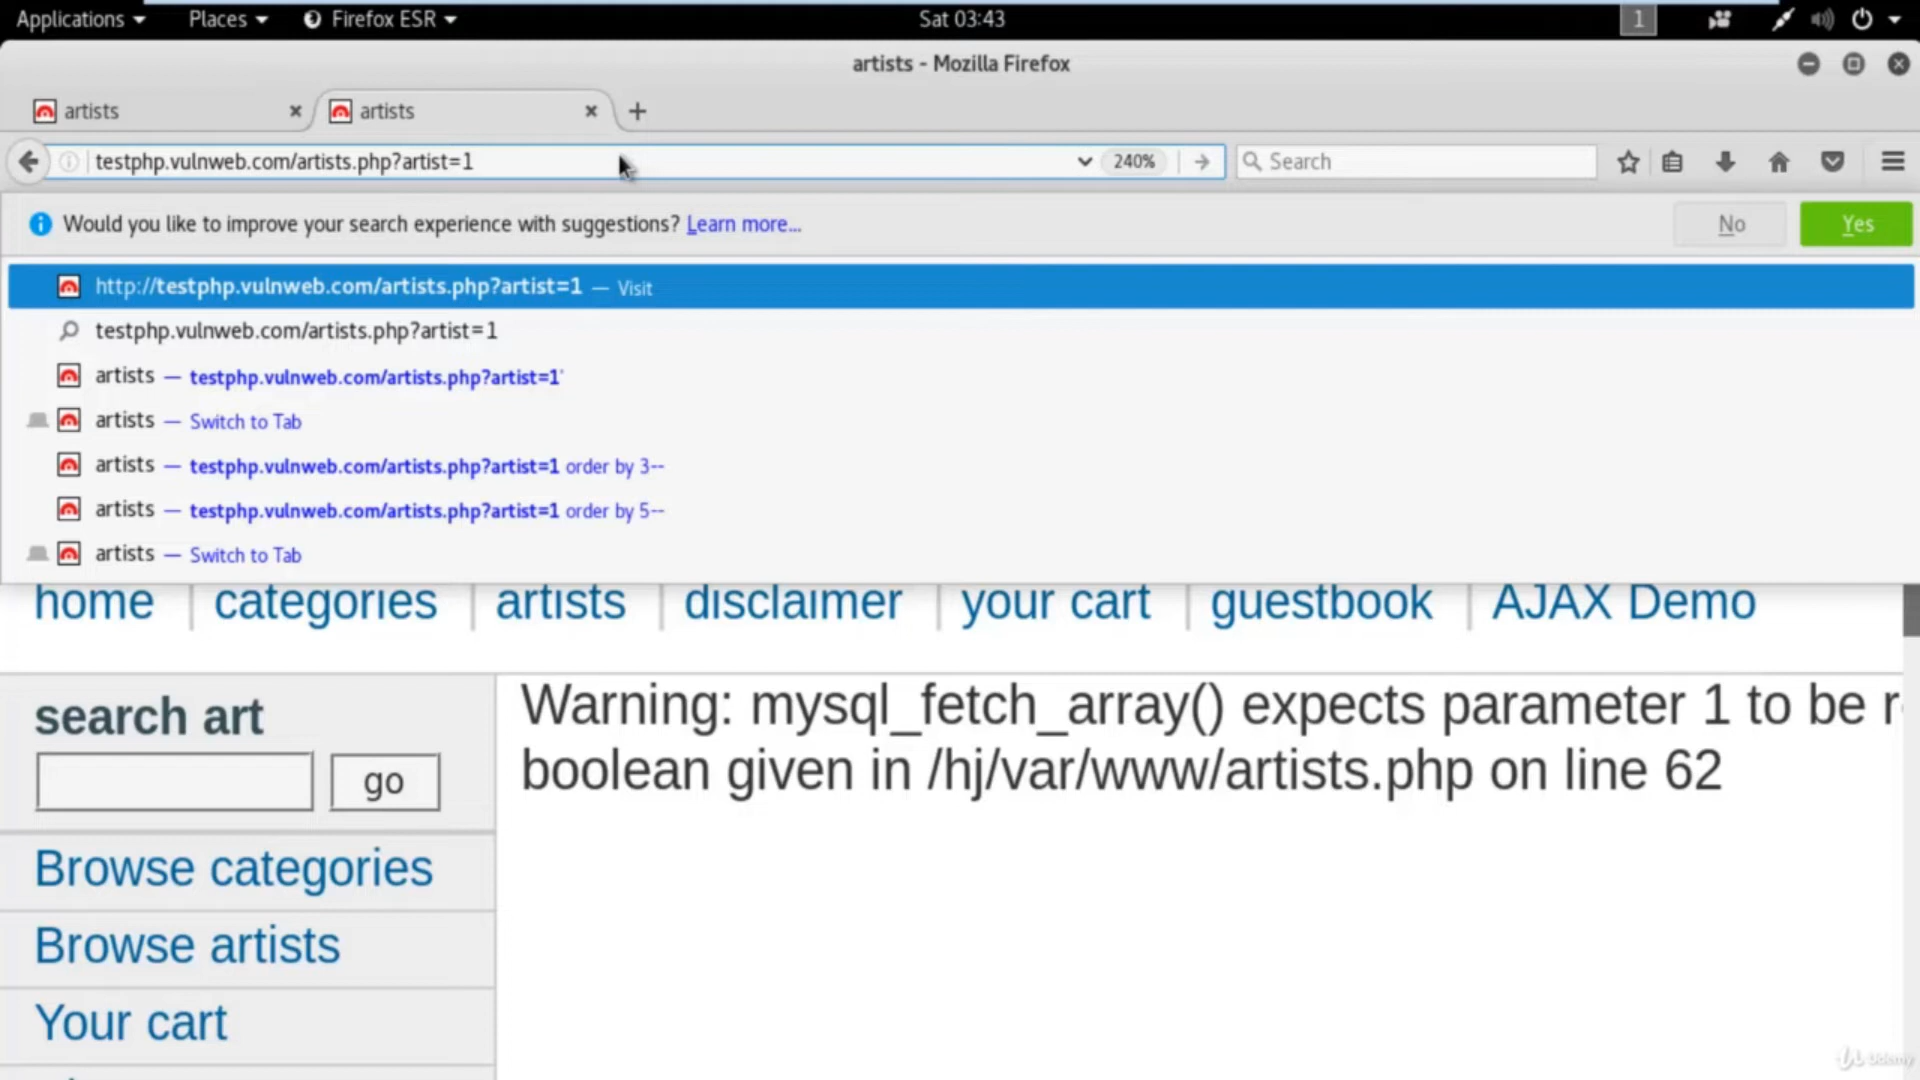 Applications Places Firefox ESR Sat 03:43 1
artists - Mozilla Firefox
artists artists
testphp.vulnweb.com/artists.php?artist=1 240% Search
Would you like to improve your search experience with suggestions? Learn more... No Yes
http://testphp.vulnweb.com/artists.php?artist=1 — Visit
testphp.vulnweb.com/artists.php?artist=1
artists — testphp.vulnweb.com/artists.php?artist=1'
artists — Switch to Tab
artists — testphp.vulnweb.com/artists.php?artist=1 order by 3--
artists — testphp.vulnweb.com/artists.php?artist=1 order by 5--
artists — Switch to Tab
home categories artists disclaimer your cart guestbook AJAX Demo
search art
go
Browse categories
Browse artists
Your cart
Warning: mysql_fetch_array() expects parameter 1 to be
boolean given in /hj/var/www/artists.php on line 62
Udemy